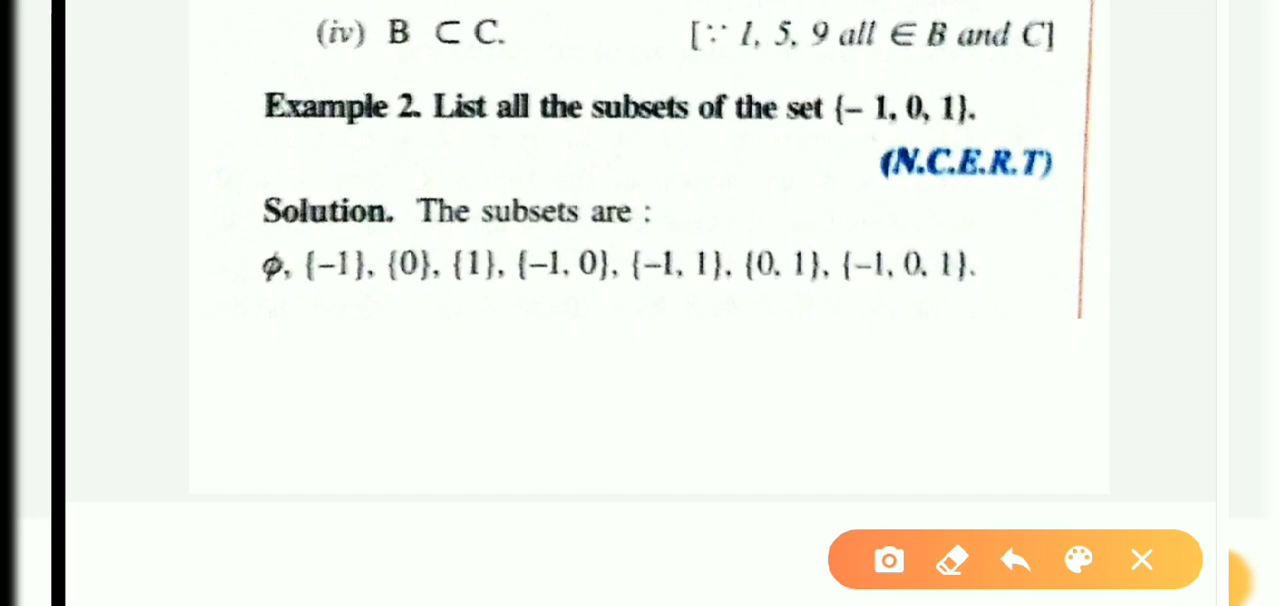 (iv) B ⊂ C. [∵ 1, 5, 9 all ∈ B and C]
Example 2. List all the subsets of the set {– 1, 0, 1}.
(N.C.E.R.T)
Solution. The subsets are :
ϕ, {–1}, {0}, {1}, {–1, 0}, {–1, 1}, {0, 1}, {–1, 0, 1}.